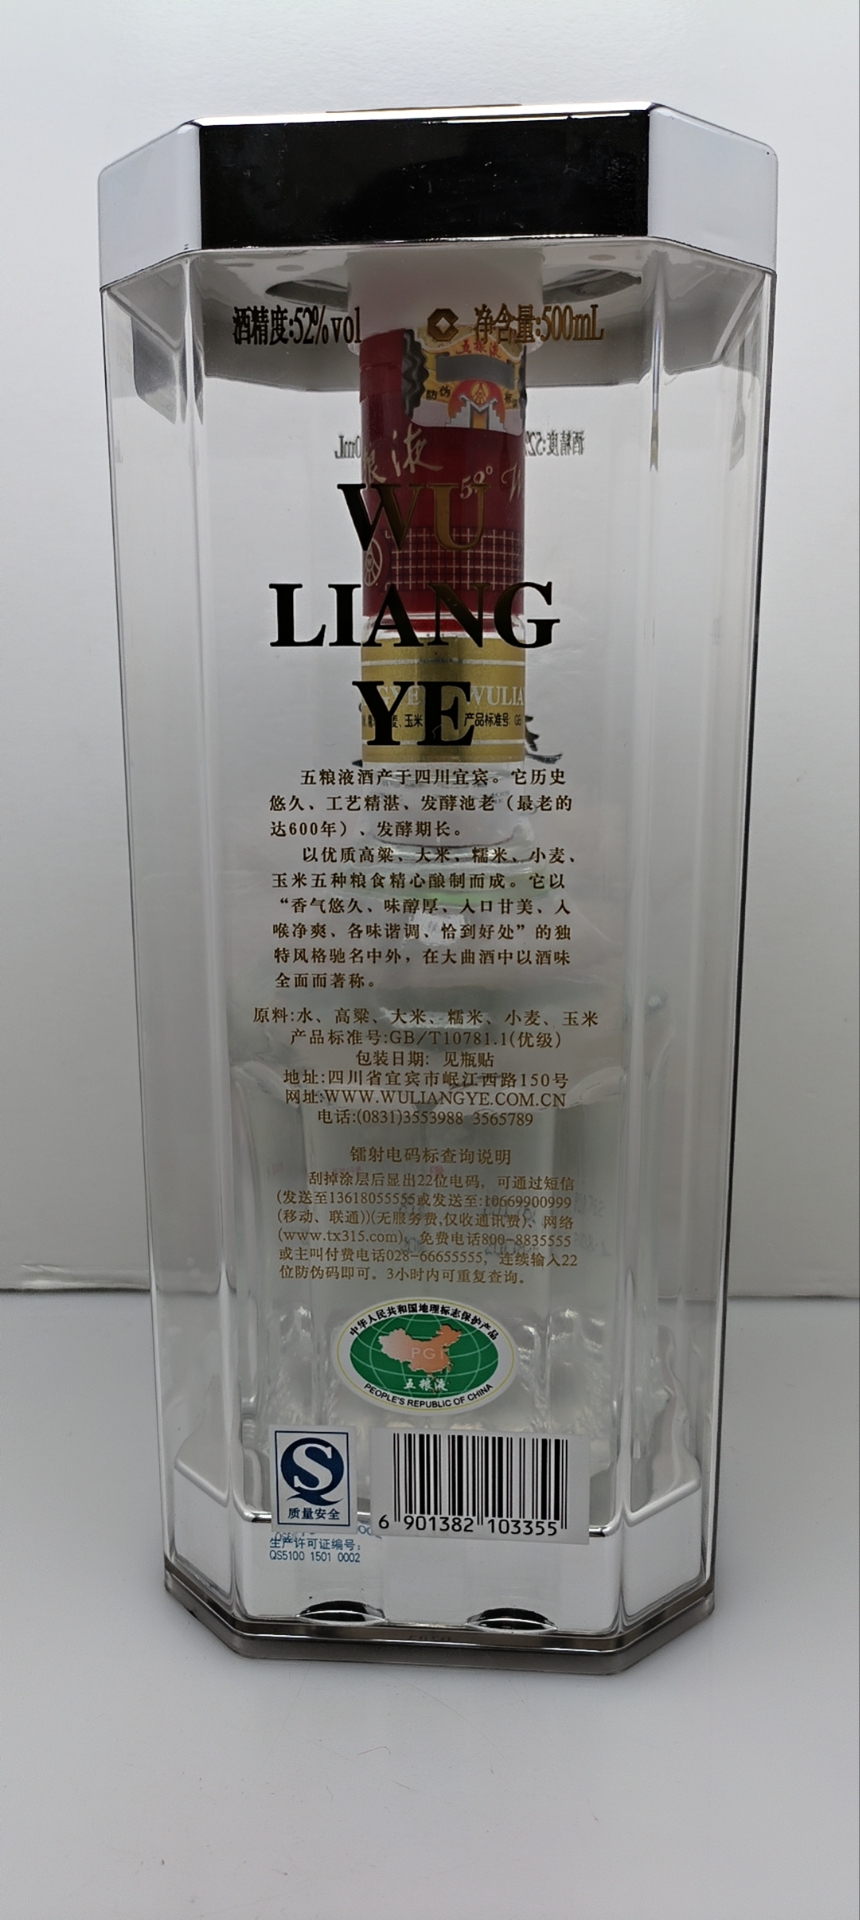 酒精度:52%vol 净含量:500mL
五粮液
防伪
液
52°
WU
LIANG
YE
WULIA
玉米 产品标准号:
五粮液酒产于四川宜宾。它历史
悠久、工艺精湛、发酵池老（最老的
达600年）、发酵期长。
以优质高粱、大米、糯米、小麦、
玉米五种粮食精心酿制而成。它以
“香气悠久、味醇厚、入口甘美、入
喉净爽、各味谐调、恰到好处”的独
特风格驰名中外，在大曲酒中以酒味
全面而著称。
原料:水、高粱、大米、糯米、小麦、玉米
产品标准号:GB/T10781.1(优级)
包装日期: 见瓶贴
地址:四川省宜宾市岷江西路150号
网址:WWW.WULIANGYE.COM.CN
电话:(0831)3553988 3565789
镭射电码标查询说明
刮掉涂层后显出22位电码，可通过短信
(发送至13618055555或发送至:10669900999
(移动、联通))(无服务费,仅收通讯费)、网络
(www.tx315.com)、免费电话800-8835555
或主叫付费电话028-66655555, 连续输入22
位防伪码即可。3小时内可重复查询。
中华人民共和国地理标志保护产品
PGI
五粮液
PEOPLE'S REPUBLIC OF CHINA
质量安全
6 901382 103355
生产许可证编号:
QS5100 1501 0002